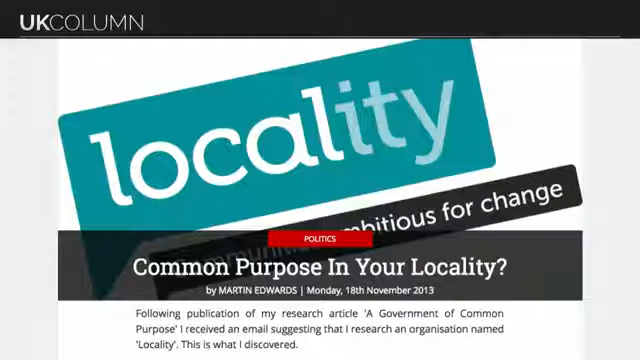 UKCOLUMN
locality
ambitious for change
POLITICS
Common Purpose In Your Locality?
by MARTIN EDWARDS | Monday, 18th November 2013
Following publication of my research article 'A Government of Common
Purpose' I received an email suggesting that I research an organisation named
'Locality'. This is what I discovered.